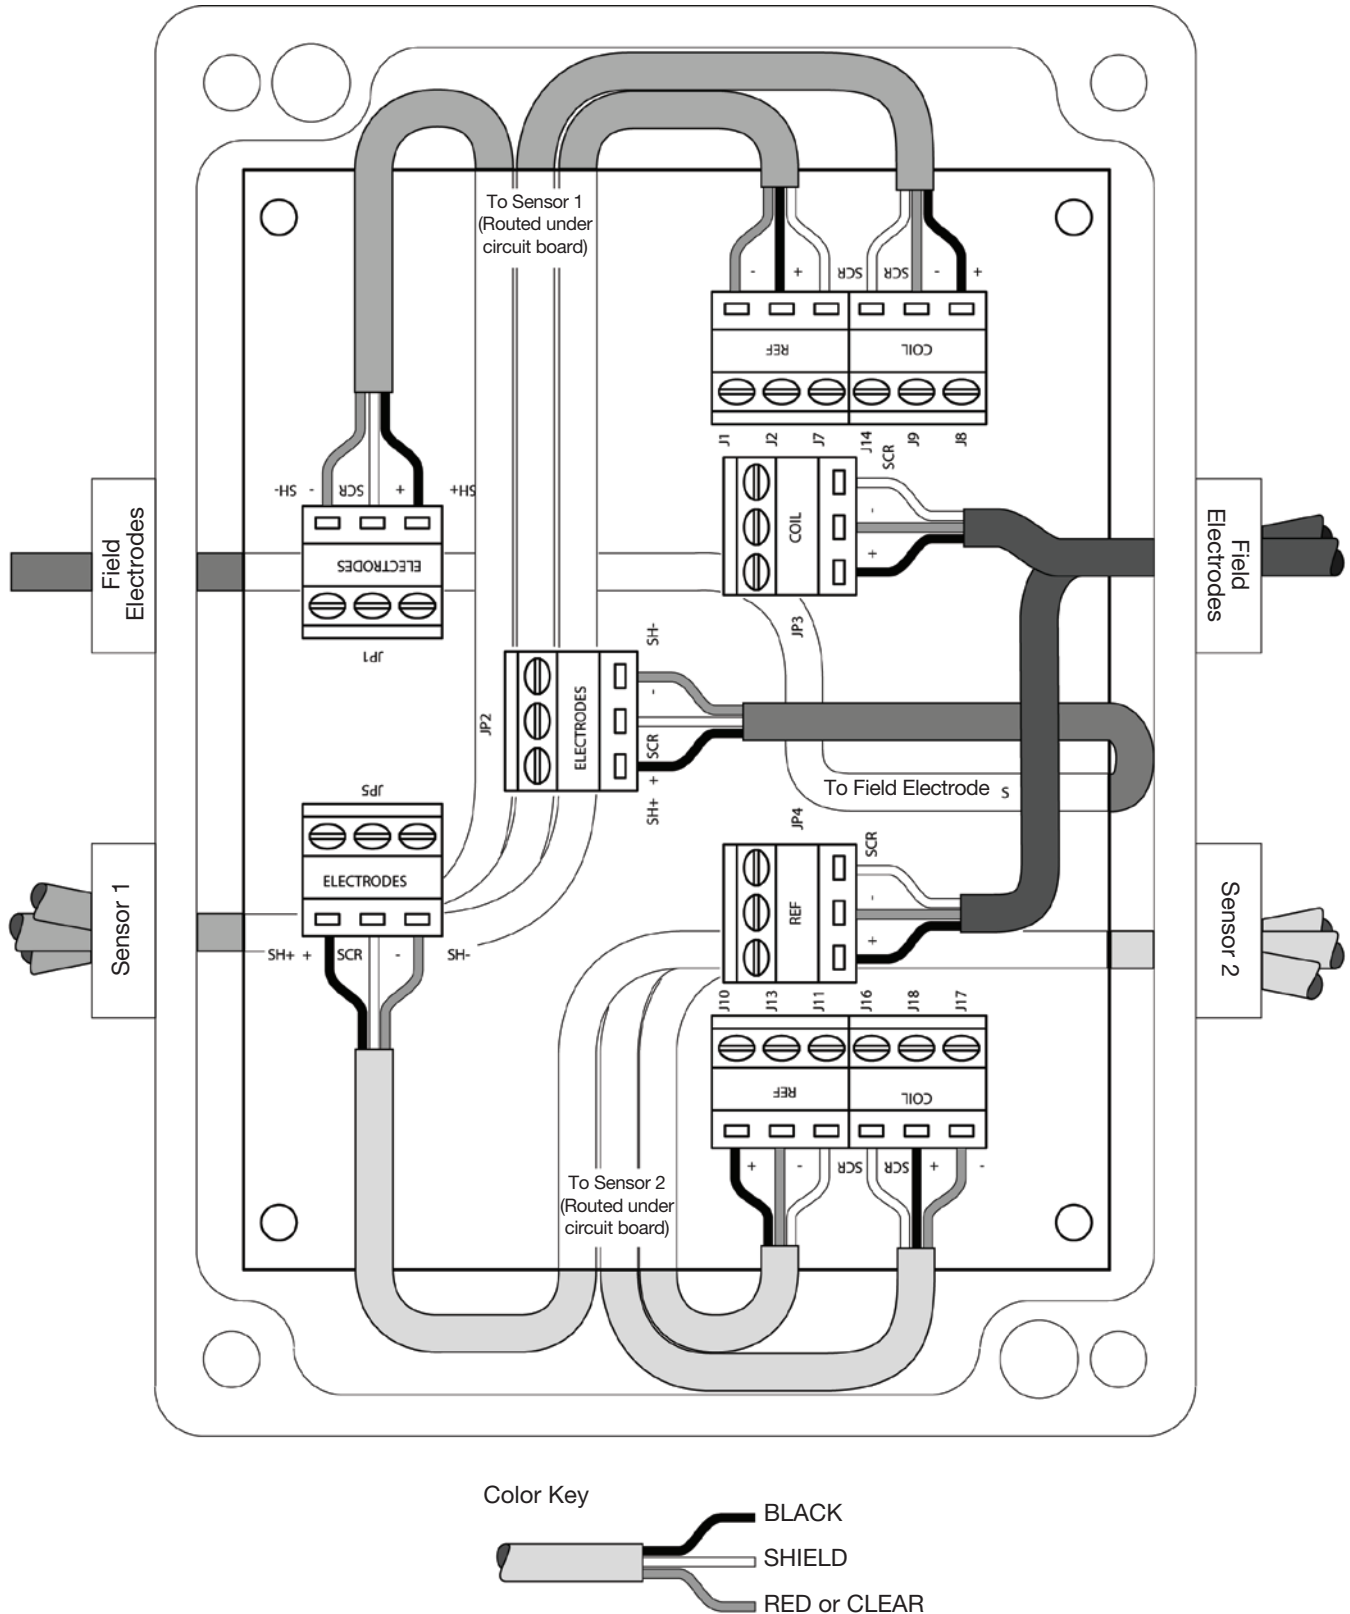 To Sensor 1
(Routed under
circuit board)
- + SCR SCR - +
REF COIL
J1 J2 J7 J14 J9 J8
SCR
-
+
COIL
JP3
SH- - SCR + SH+
ELECTRODES
JP1
Field
Electrodes
Field
Electrodes
SH-
-
SCR
+
SH+
ELECTRODES
JP2
To Field Electrode s
JP5
ELECTRODES
SH+ + SCR - SH-
Sensor 1
JP4
SCR
-
+
REF
Sensor 2
J10 J13 J11 J16 J18 J17
REF COIL
+ - SCR SCR + -
To Sensor 2
(Routed under
circuit board)
Color Key
BLACK
SHIELD
RED or CLEAR